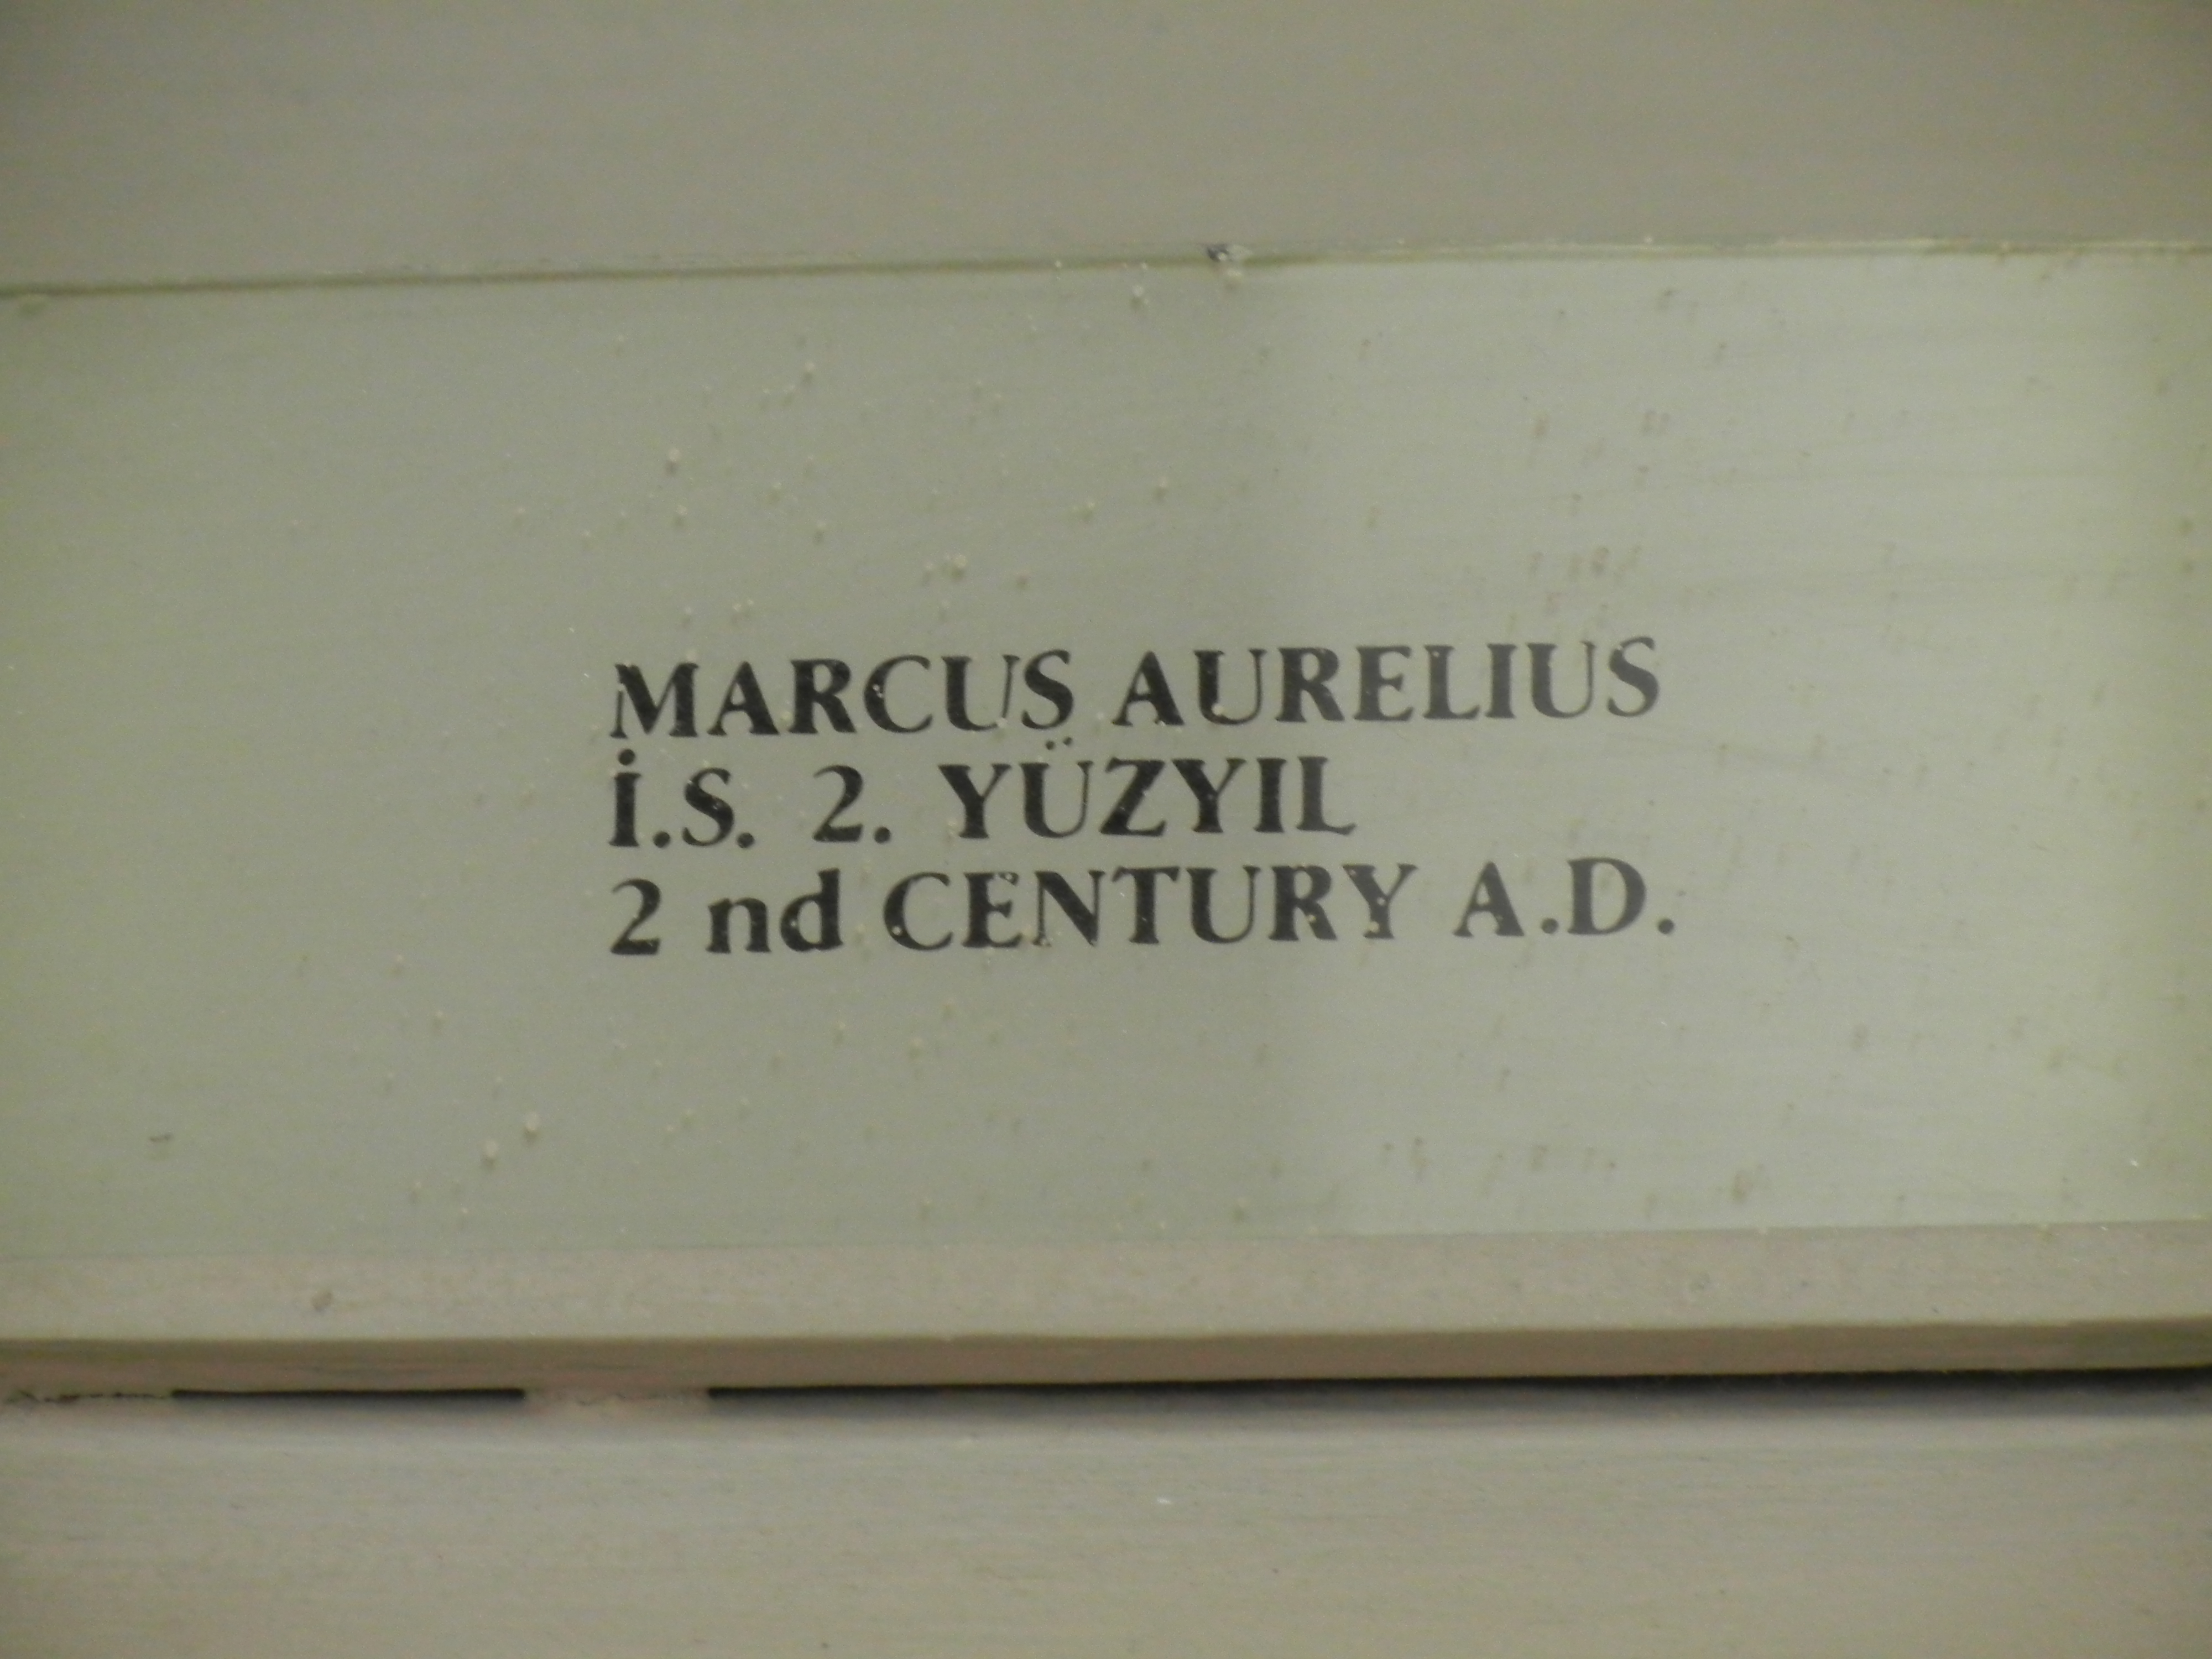 MARCUS AURELIUS
İ.S. 2. YÜZYIL
2 nd CENTURY A.D.